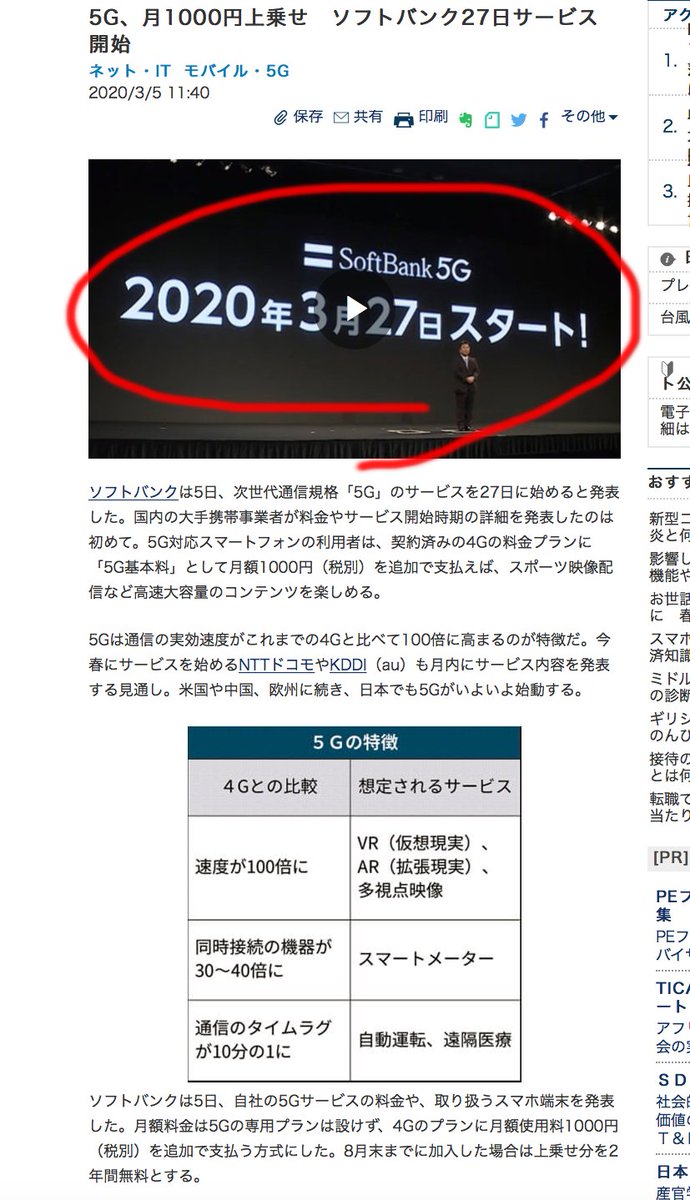 5G、月1000円上乗せ　ソフトバンク27日サービス
開始
ネット・IT モバイル・5G
2020/3/5 11:40
保存 共有 印刷 その他
SoftBank 5G
2020年3月27日スタート!
ソフトバンクは5日、次世代通信規格「5G」のサービスを27日に始めると発表
した。国内の大手携帯事業者が料金やサービス開始時期の詳細を発表したのは
初めて。5G対応スマートフォンの利用者は、契約済みの4Gの料金プランに
「5G基本料」として月額1000円（税別）を追加で支払えば、スポーツ映像配
信など高速大容量のコンテンツを楽しめる。
5Gは通信の実効速度がこれまでの4Gと比べて100倍に高まるのが特徴だ。今
春にサービスを始めるNTTドコモやKDDI（au）も月内にサービス内容を発表
する見通し。米国や中国、欧州に続き、日本でも5Gがいよいよ始動する。
５Gの特徴
４Gとの比較 想定されるサービス
速度が100倍に
VR（仮想現実）、
AR（拡張現実）、
多視点映像
同時接続の機器が
30～40倍に
スマートメーター
通信のタイムラグ
が10分の1に
自動運転、遠隔医療
ソフトバンクは5日、自社の5Gサービスの料金や、取り扱うスマホ端末を発表
した。月額料金は5Gの専用プランは設けず、4Gのプランに月額使用料1000円
（税別）を追加で支払う方式にした。8月末までに加入した場合は上乗せ分を2
年間無料とする。
アク
1.
2.
3.
プレ
台風
ト公
電子
細は
おすす
新型コ
炎と何
影響し
機能や
お世話
に　春
スマホ
済知識
ミドル
の診断
ギリシ
のんび
接待の
とは何
転職で
当たり
[PR]
PEフ
集
PEフ
バイサ
TICA
ート
アフリ
会の実
ＳＤ
社会的
価値の
Ｔ＆Ｉ
日本
産官学